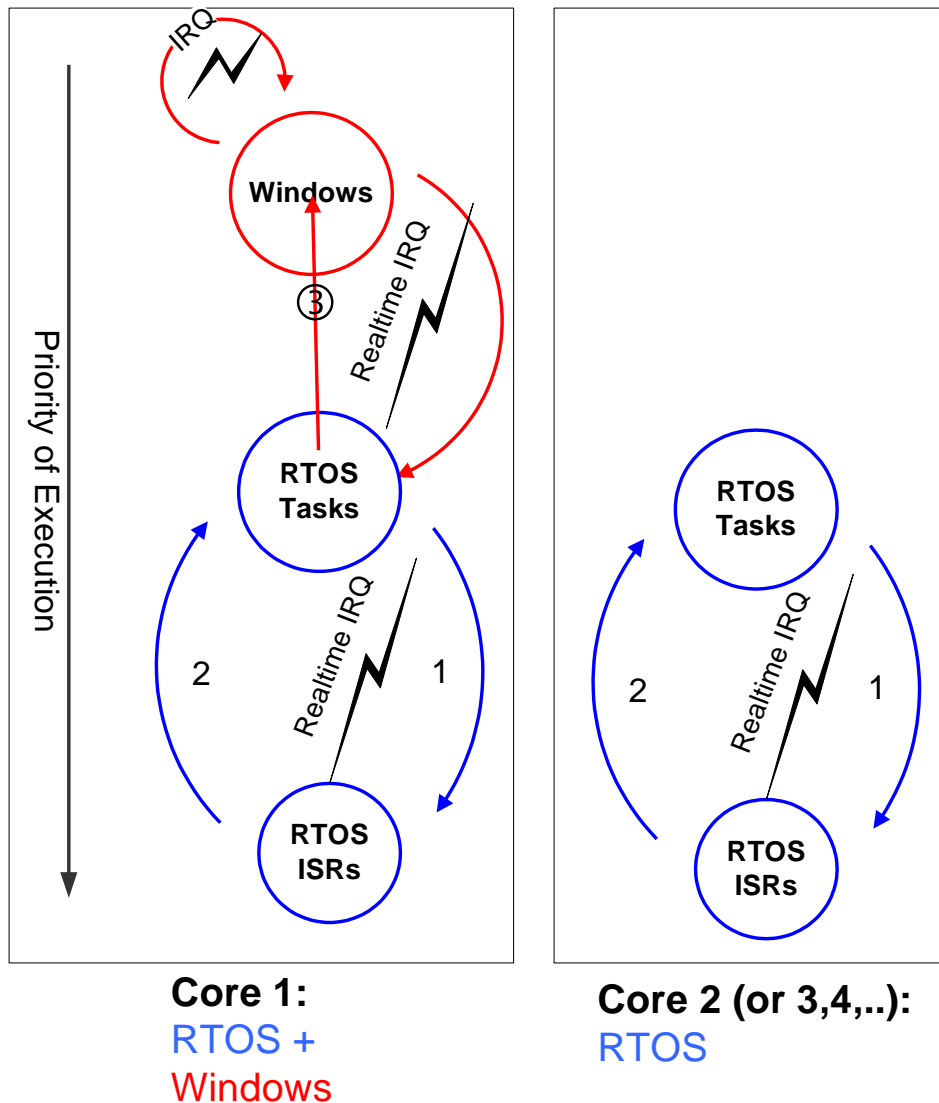 IRQ
Windows
Realtime IRQ
③
Priority of Execution
RTOS
Tasks
Realtime IRQ
2
1
RTOS
ISRs
Core 1:
RTOS +
Windows
RTOS
Tasks
Realtime IRQ
2
1
RTOS
ISRs
Core 2 (or 3,4,..):
RTOS